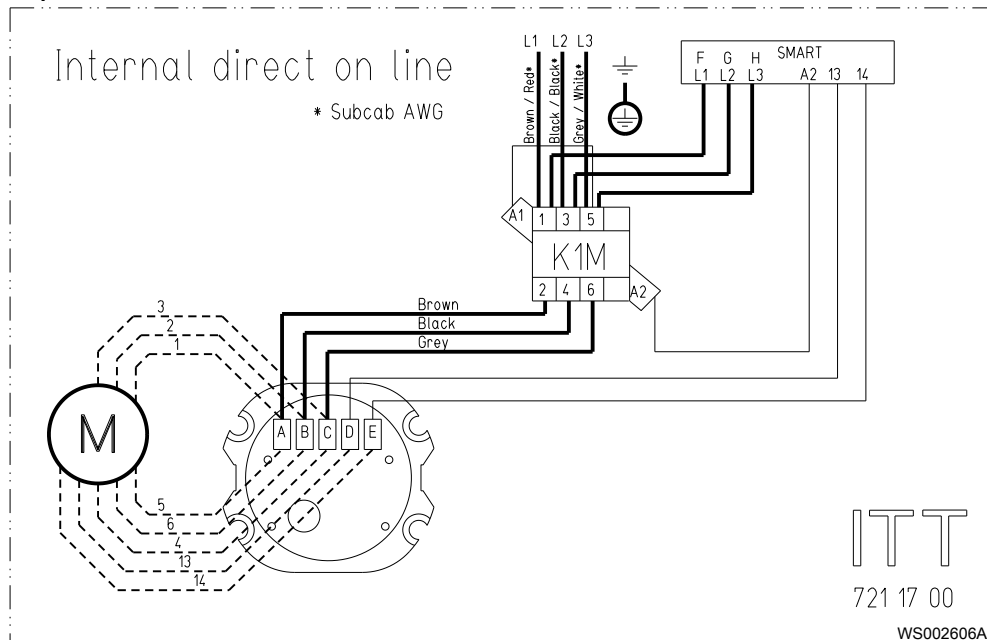 Internal direct on line
* Subcab AWG
L1 L2 L3
Brown / Red*
Black / Black*
Grey / White*
F G H SMART
L1 L2 L3 A2 13 14
A1 1 3 5
K1M
2 4 6 A2
Brown
Black
Grey
3
2
1
M
A B C D E
5
6
4
13
14
ITT
721 17 00
WS002606A